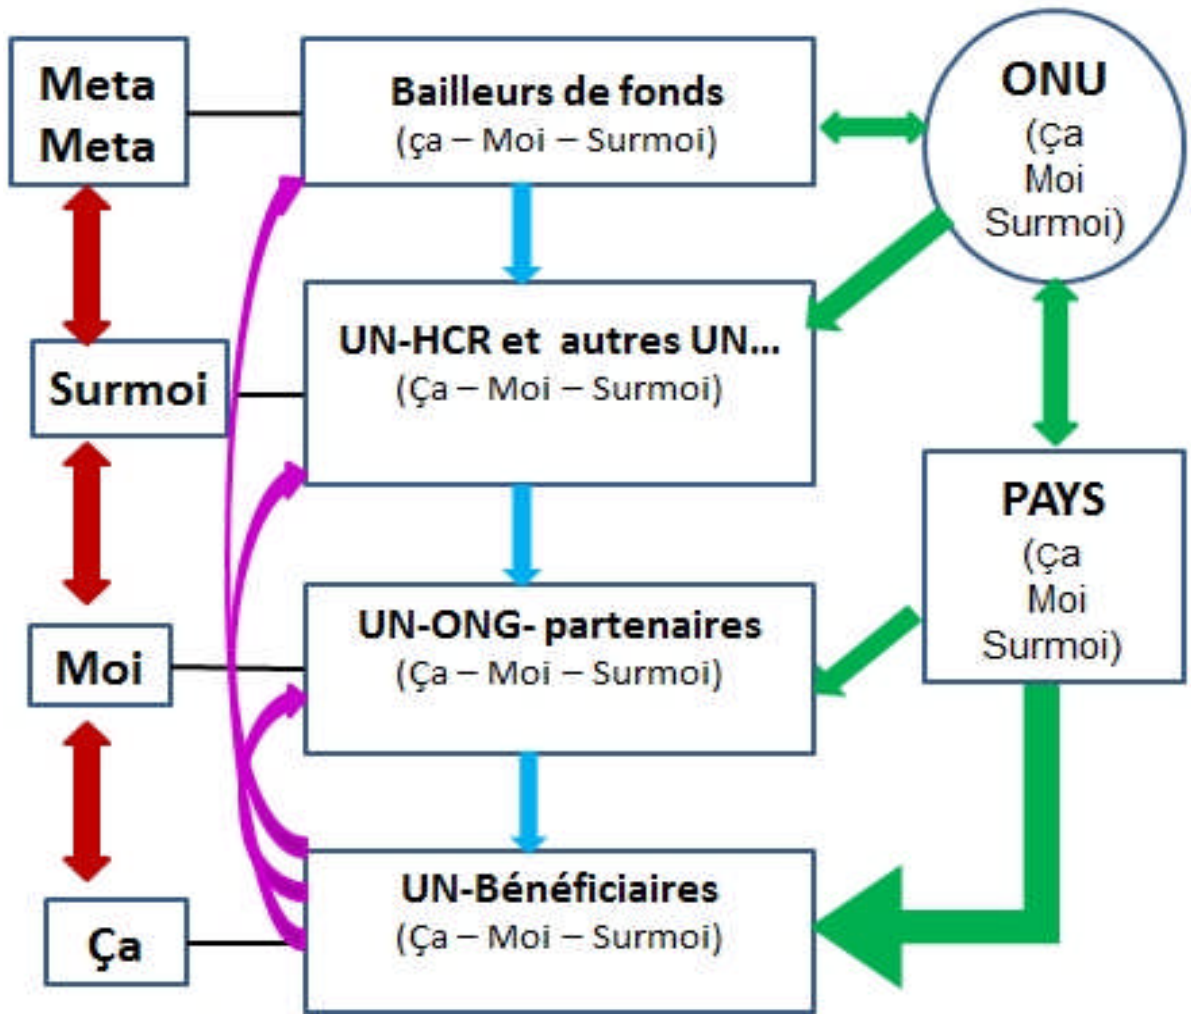 Meta
Meta
Bailleurs de fonds
(ça – Moi – Surmoi)
ONU
(Ça
Moi
Surmoi)
Surmoi
UN-HCR et autres UN...
(Ça – Moi – Surmoi)
PAYS
(Ça
Moi
Surmoi)
Moi
UN-ONG- partenaires
(Ça – Moi – Surmoi)
Ça
UN-Bénéficiaires
(Ça – Moi – Surmoi)